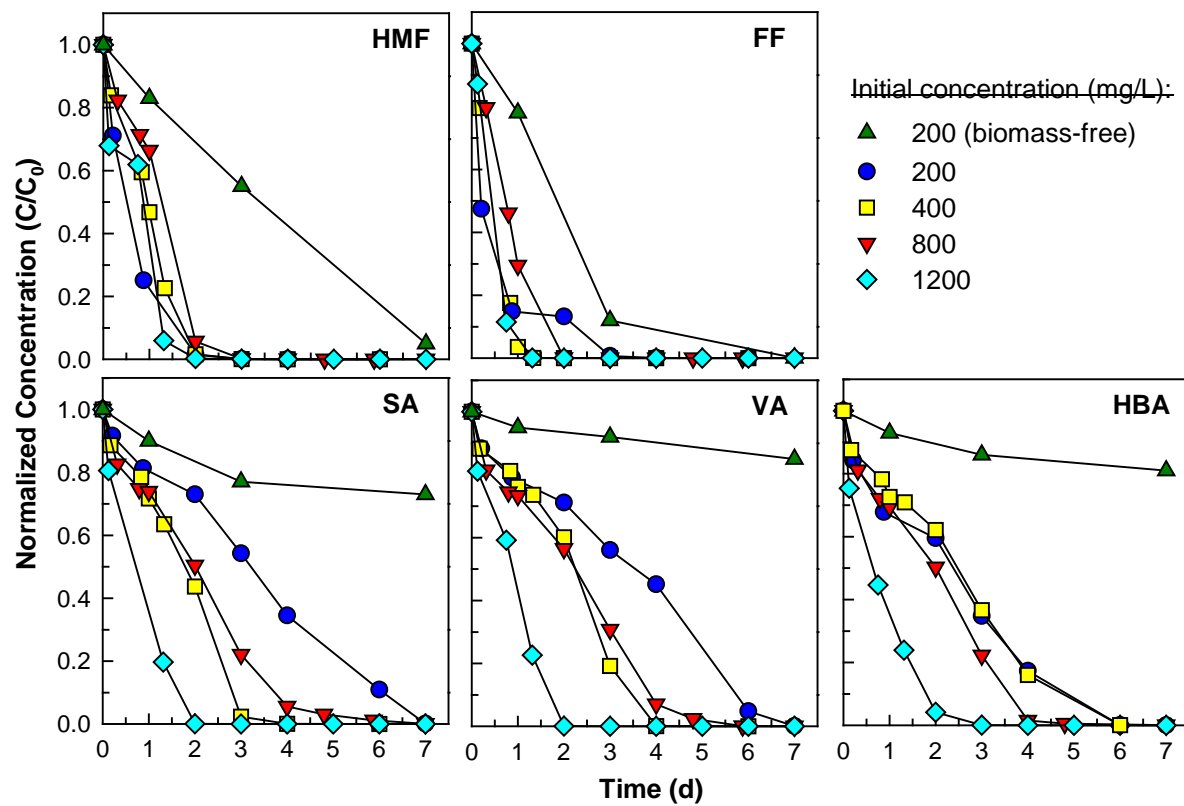 HMF
FF
1.0
0.8
0.6
0.4
0.2
0.0
Initial concentration (mg/L):
200 (biomass-free)
200
400
800
1200
Normalized Concentration (C/C0)
SA
VA
HBA
1.0
0.8
0.6
0.4
0.2
0.0
0 1 2 3 4 5 6 7
0 1 2 3 4 5 6 7
0 1 2 3 4 5 6 7
Time (d)